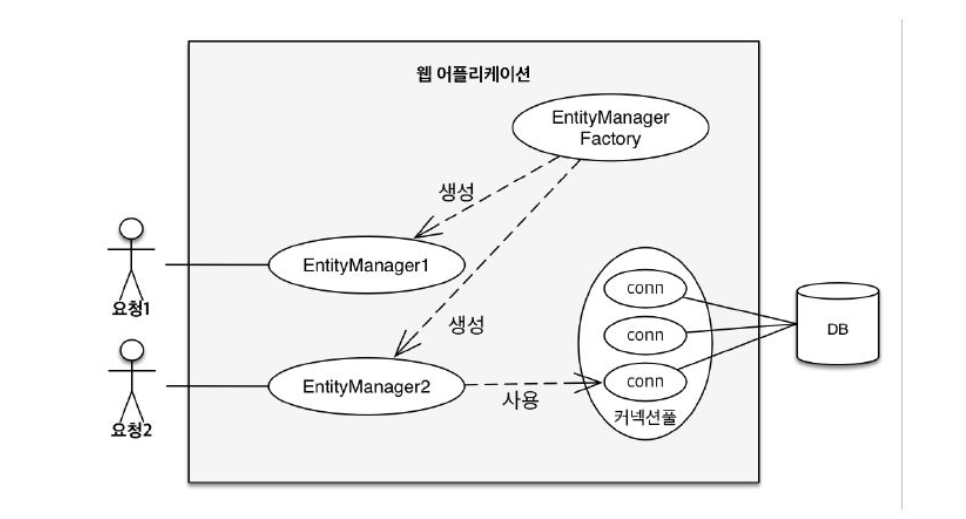 웹 어플리케이션
EntityManager
Factory
생성
요청1
EntityManager1
conn
생성
conn
DB
요청2
EntityManager2
사용
conn
커넥션풀